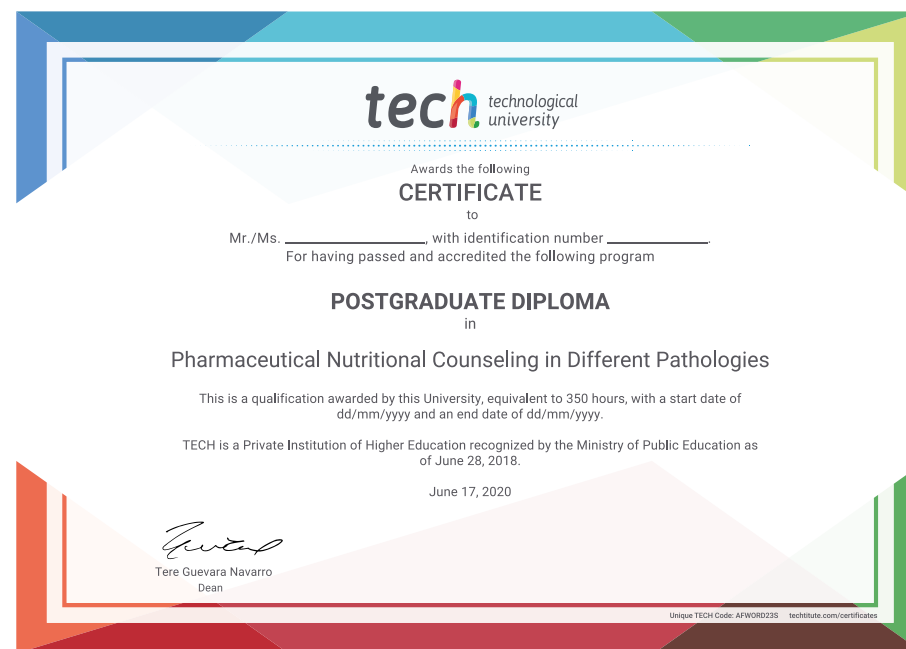 tech technological
university
Awards the following
CERTIFICATE
to
Mr./Ms. ____________________, with identification number ______________.
For having passed and accredited the following program
POSTGRADUATE DIPLOMA
in
Pharmaceutical Nutritional Counseling in Different Pathologies
This is a qualification awarded by this University, equivalent to 350 hours, with a start date of
dd/mm/yyyy and an end date of dd/mm/yyyy.
TECH is a Private Institution of Higher Education recognized by the Ministry of Public Education as
of June 28, 2018.
June 17, 2020
Tere Guevara Navarro
Dean
Unique TECH Code: AFWORD23S techtitute.com/certificates